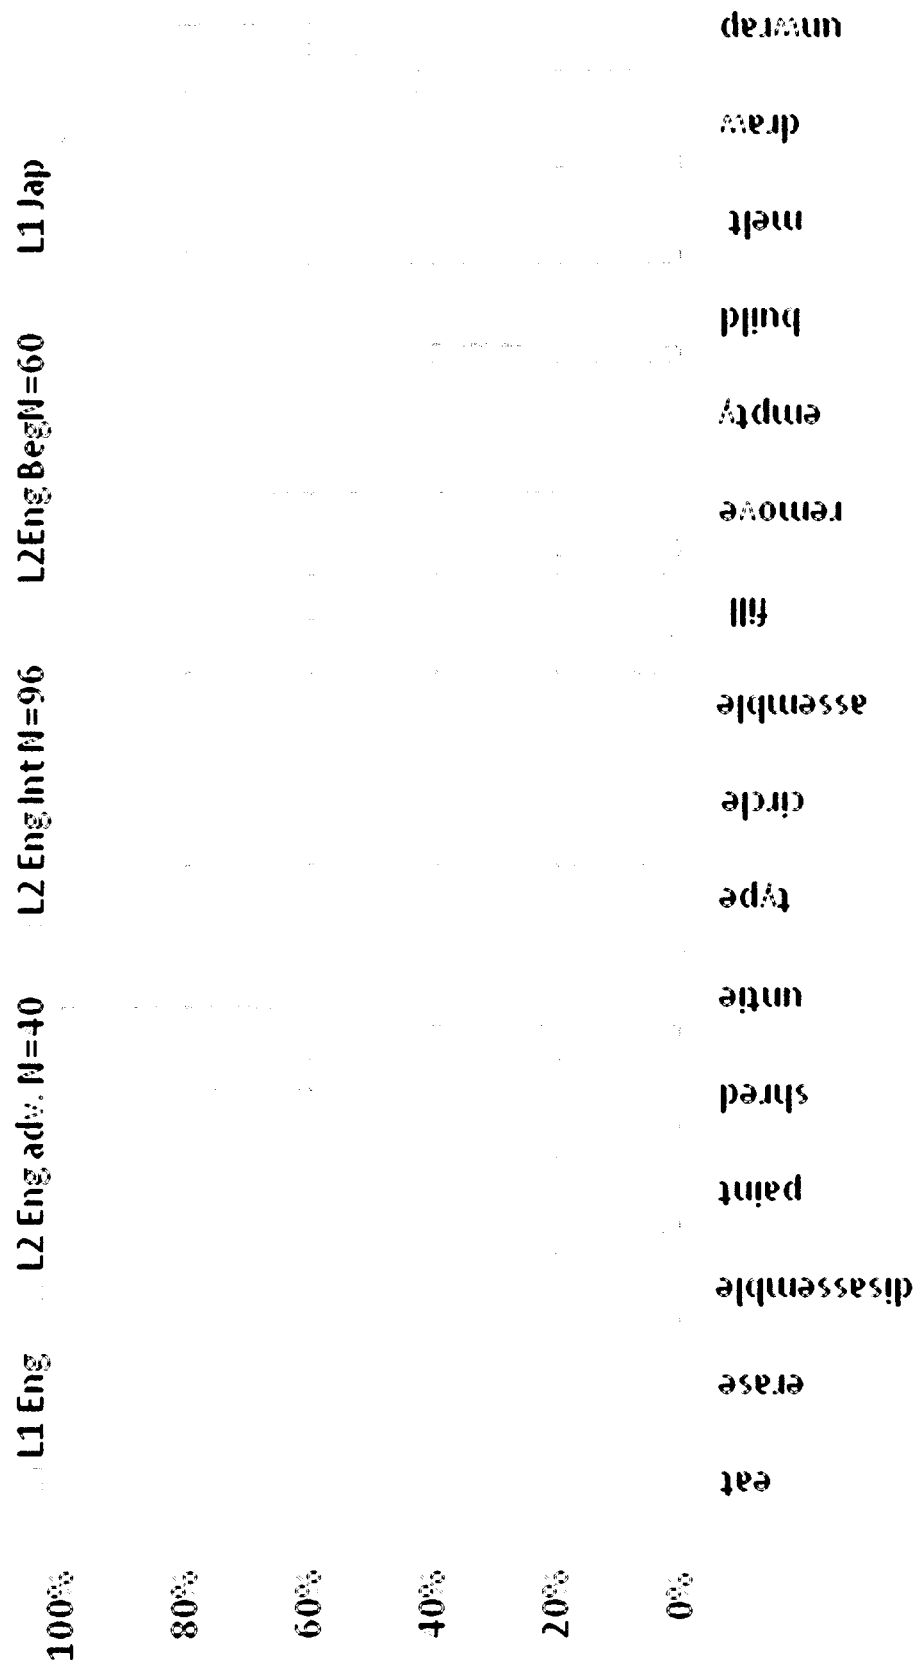 L1 Eng
L2 Eng adv. N=40
L2 Eng Int N=96
L2Eng BegN=60
L1 Jap
100%
80%
60%
40%
20%
0%
eat
erase
disassemble
paint
shred
untie
type
circle
assemble
fill
remove
empty
build
melt
draw
unwrap